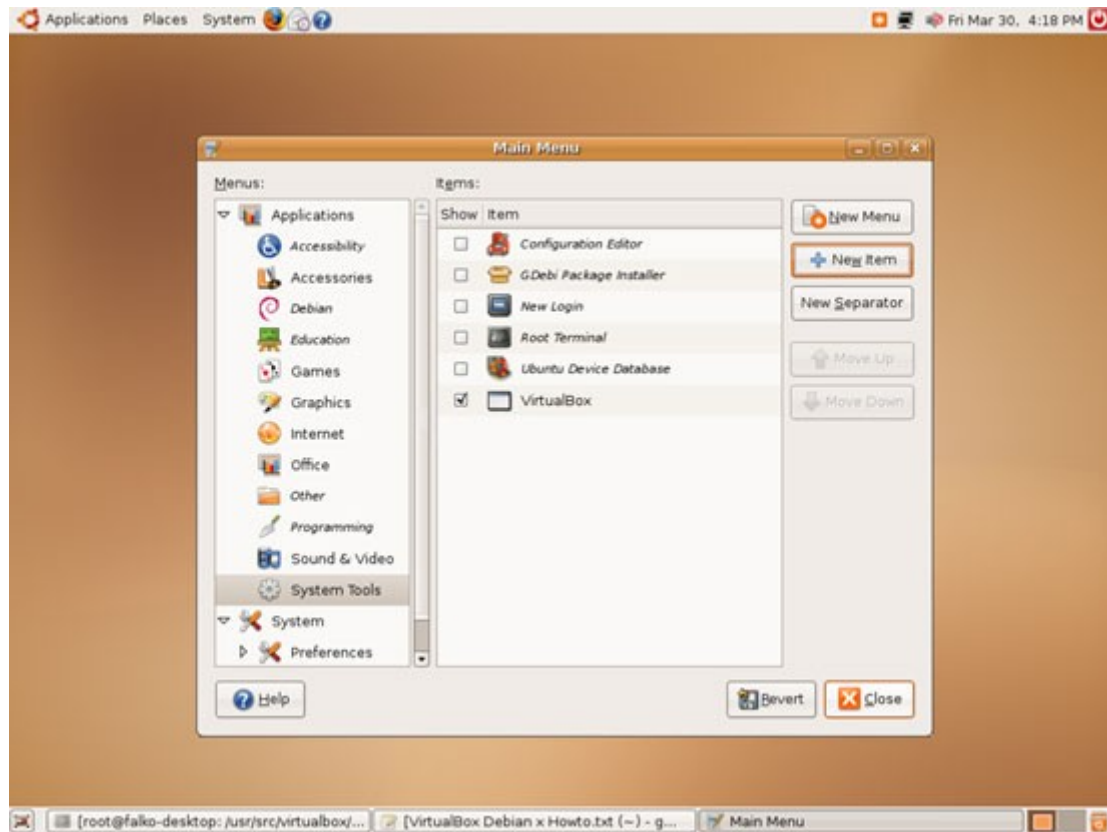 Applications Places System
Fri Mar 30, 4:18 PM
Main Menu
Menus:
Items:
Applications
Accessibility
Accessories
Debian
Education
Games
Graphics
Internet
Office
Other
Programming
Sound & Video
System Tools
System
Preferences
Show Item
Configuration Editor
GDebi Package Installer
New Login
Root Terminal
Ubuntu Device Database
VirtualBox
New Menu
New Item
New Separator
Move Up
Move Down
Help
Revert
Close
[root@falko-desktop: /usr/src/virtualbox/...
[VirtualBox Debian x Howto.txt (~) - g...
Main Menu